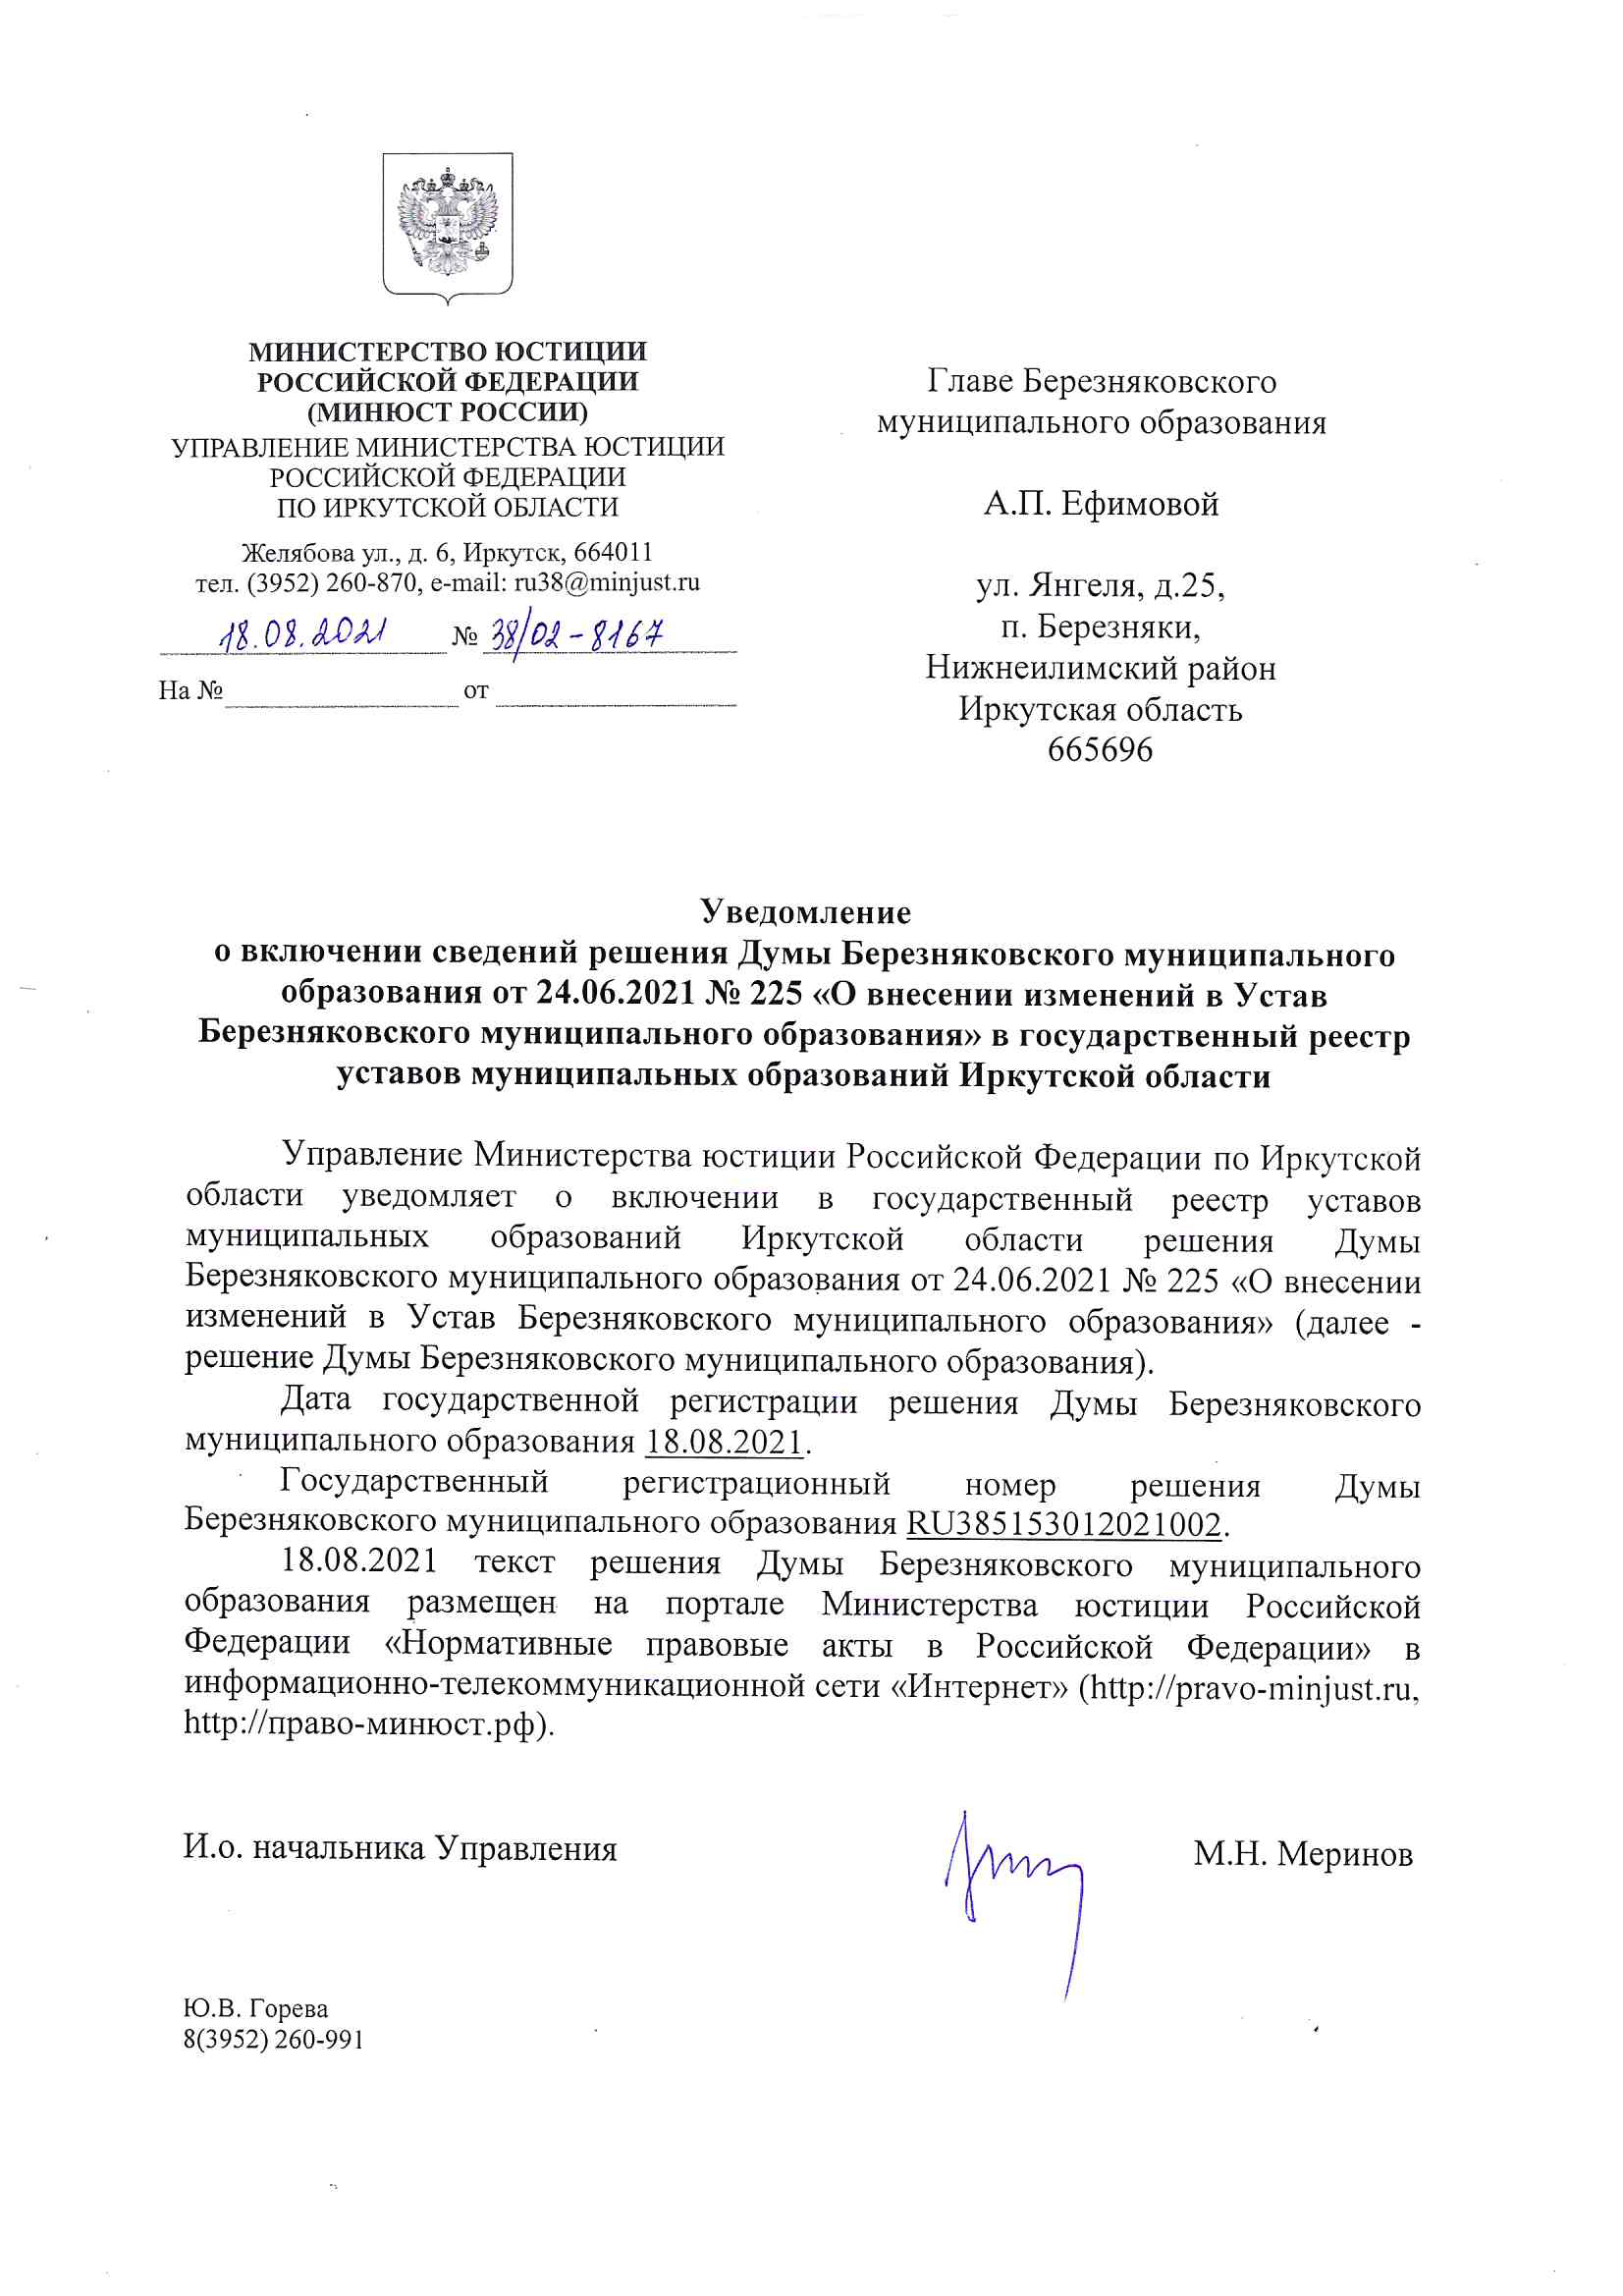 МИНИСТЕРСТВО ЮСТИЦИИ
РОССИЙСКОЙ ФЕДЕРАЦИИ
(МИНЮСТ РОССИИ)
УПРАВЛЕНИЕ МИНИСТЕРСТВА ЮСТИЦИИ
РОССИЙСКОЙ ФЕДЕРАЦИИ
ПО ИРКУТСКОЙ ОБЛАСТИ
Желябова ул., д. 6, Иркутск, 664011
тел. (3952) 260-870, e-mail: ru38@minjust.ru
18.08.2021 № 38/02-8167
На № от
Главе Березняковского
муниципального образования
А.П. Ефимовой
ул. Янгеля, д.25,
п. Березняки,
Нижнеилимский район
Иркутская область
665696
Уведомление
о включении сведений решения Думы Березняковского муниципального
образования от 24.06.2021 № 225 «О внесении изменений в Устав
Березняковского муниципального образования» в государственный реестр
уставов муниципальных образований Иркутской области
Управление Министерства юстиции Российской Федерации по Иркутской
области уведомляет о включении в государственный реестр уставов
муниципальных образований Иркутской области решения Думы
Березняковского муниципального образования от 24.06.2021 № 225 «О внесении
изменений в Устав Березняковского муниципального образования» (далее -
решение Думы Березняковского муниципального образования).
Дата государственной регистрации решения Думы Березняковского
муниципального образования 18.08.2021.
Государственный регистрационный номер решения Думы
Березняковского муниципального образования RU385153012021002.
18.08.2021 текст решения Думы Березняковского муниципального
образования размещен на портале Министерства юстиции Российской
Федерации «Нормативные правовые акты в Российской Федерации» в
информационно-телекоммуникационной сети «Интернет» (http://pravo-minjust.ru,
http://право-минюст.рф).
И.о. начальника Управления М.Н. Меринов
Ю.В. Горева
8(3952) 260-991